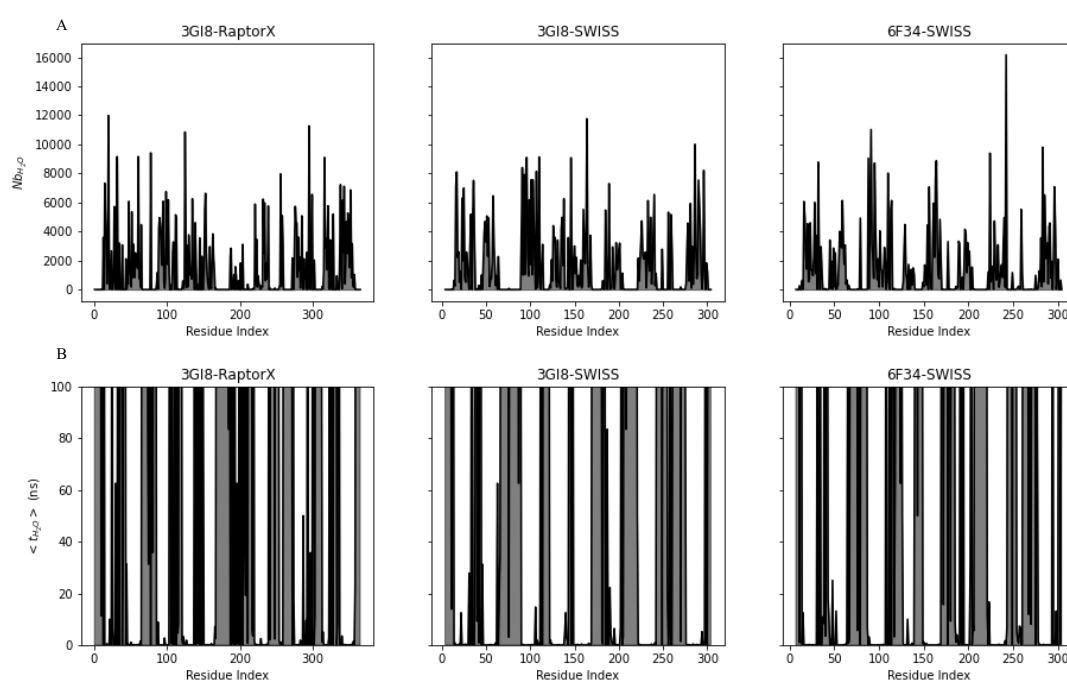 A
3GI8-RaptorX 3GI8-SWISS 6F34-SWISS
16000
14000
12000
10000
8000
6000
4000
2000
0
Nb_{H_2O}
0 100 200 300 0 50 100 150 200 250 300 0 50 100 150 200 250 300
Residue Index Residue Index Residue Index
B
3GI8-RaptorX 3GI8-SWISS 6F34-SWISS
100
80
60
40
20
0
< t_{H_2O} > (ns)
0 100 200 300 0 50 100 150 200 250 300 0 50 100 150 200 250 300
Residue Index Residue Index Residue Index